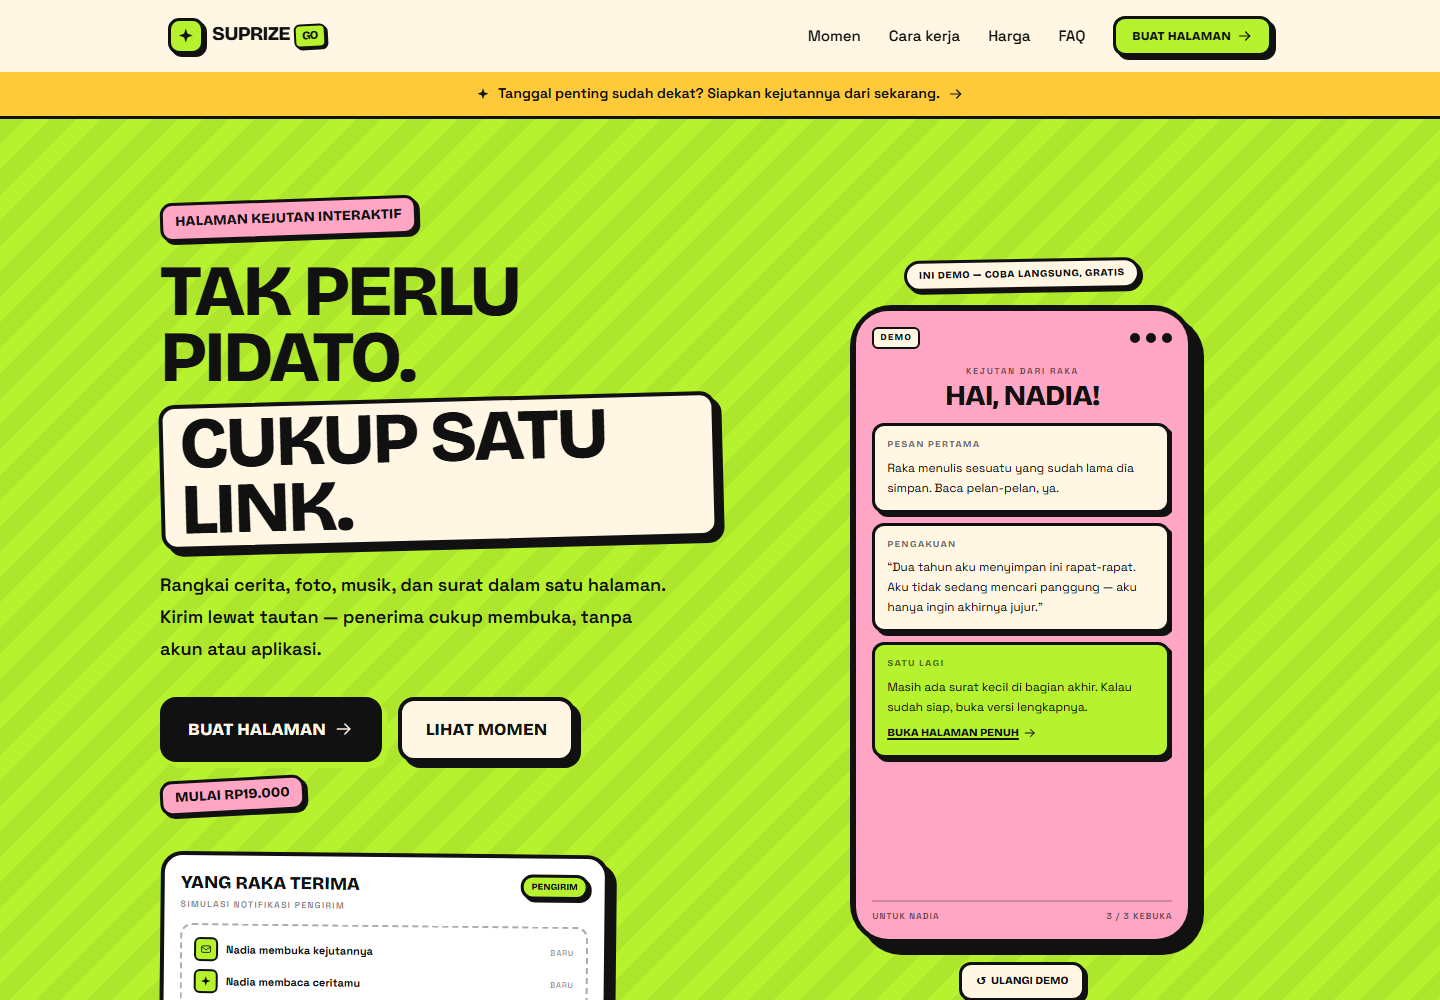 SUPRIZE GO
Momen
Cara kerja
Harga
FAQ
BUAT HALAMAN →
✦ Tanggal penting sudah dekat? Siapkan kejutannya dari sekarang. →
HALAMAN KEJUTAN INTERAKTIF
TAK PERLU
PIDATO.
CUKUP SATU
LINK.
Rangkai cerita, foto, musik, dan surat dalam satu halaman.
Kirim lewat tautan — penerima cukup membuka, tanpa
akun atau aplikasi.
BUAT HALAMAN →
LIHAT MOMEN
MULAI RP19.000
YANG RAKA TERIMA
PENGIRIM
SIMULASI NOTIFIKASI PENGIRIM
Nadia membuka kejutannya
BARU
Nadia membaca ceritamu
BARU
INI DEMO — COBA LANGSUNG, GRATIS
DEMO
KEJUTAN DARI RAKA
HAI, NADIA!
PESAN PERTAMA
Raka menulis sesuatu yang sudah lama dia
simpan. Baca pelan-pelan, ya.
PENGAKUAN
“Dua tahun aku menyimpan ini rapat-rapat.
Aku tidak sedang mencari panggung — aku
hanya ingin akhirnya jujur.”
SATU LAGI
Masih ada surat kecil di bagian akhir. Kalau
sudah siap, buka versi lengkapnya.
BUKA HALAMAN PENUH →
UNTUK NADIA
3 / 3 KEBUKA
↺ ULANGI DEMO